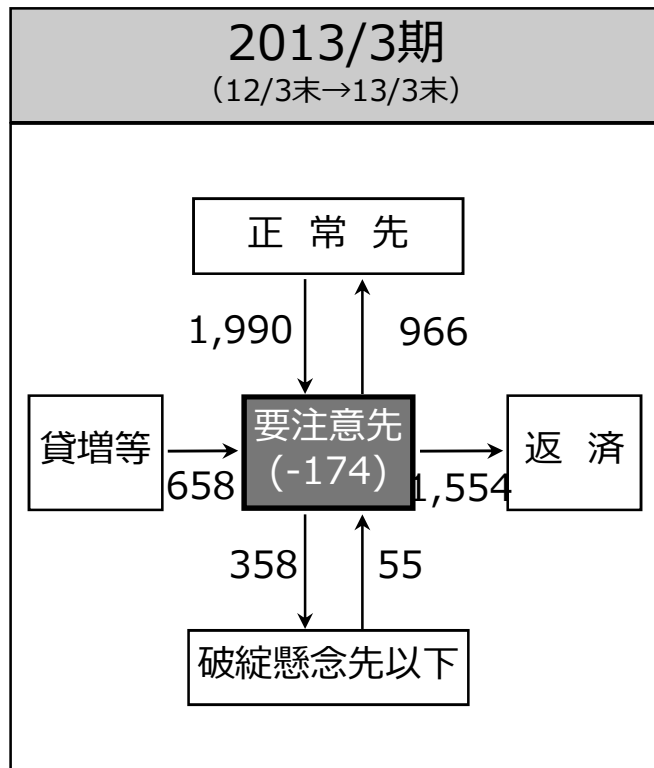 2013/3期
（12/3末→13/3末）
正 常 先
1,990
966
貸増等
658
要注意先
(-174)
1,554
返 済
358
55
破綻懸念先以下